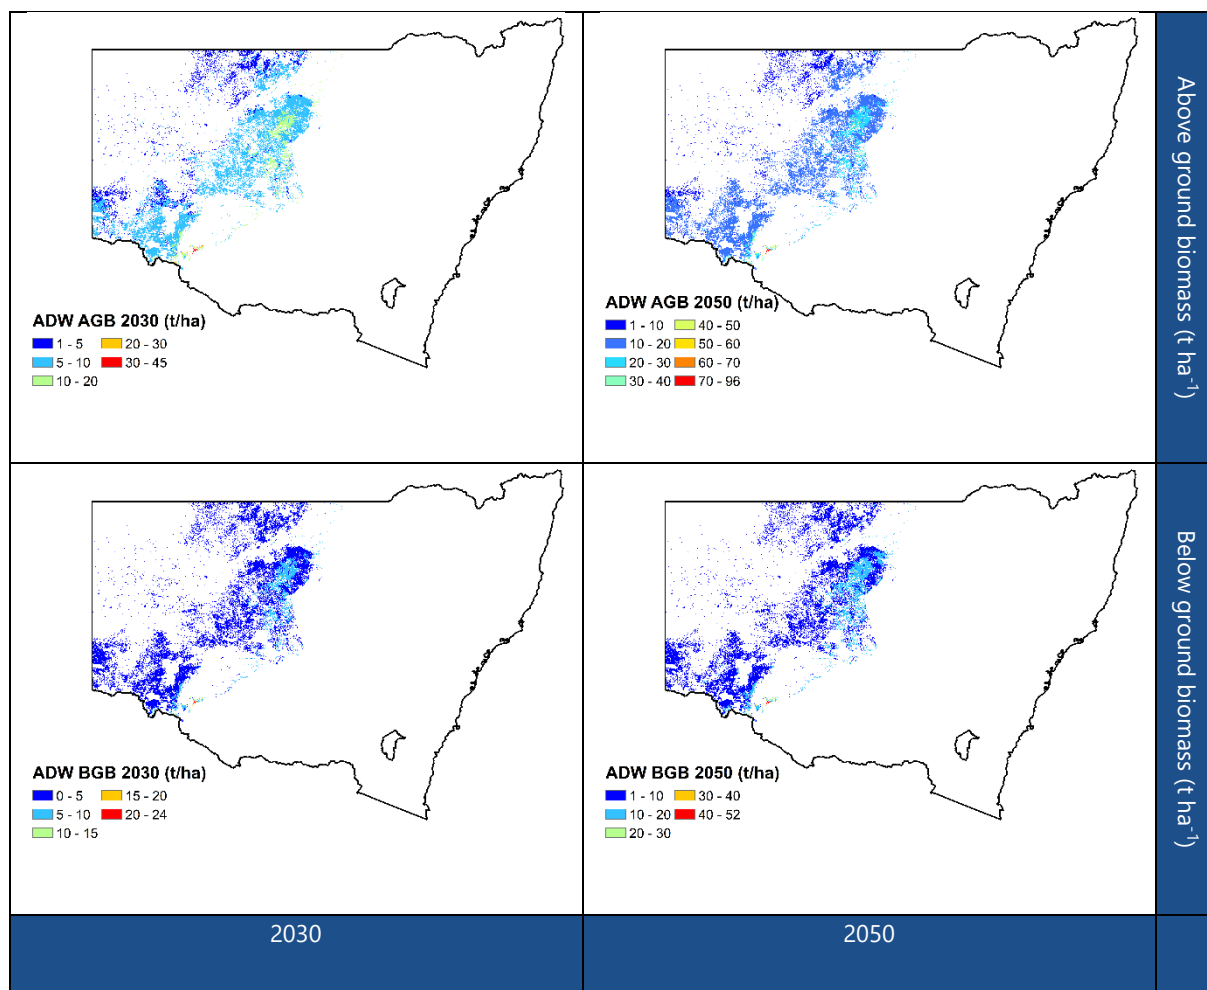 ADW AGB 2030 (t/ha)
1 - 5
20 - 30
5 - 10
30 - 45
10 - 20
ADW AGB 2050 (t/ha)
1 - 10
40 - 50
10 - 20
50 - 60
20 - 30
60 - 70
30 - 40
70 - 96
Above ground biomass (t ha⁻¹)
ADW BGB 2030 (t/ha)
0 - 5
15 - 20
5 - 10
20 - 24
10 - 15
ADW BGB 2050 (t/ha)
1 - 10
30 - 40
10 - 20
40 - 52
20 - 30
Below ground biomass (t ha⁻¹)
2030
2050